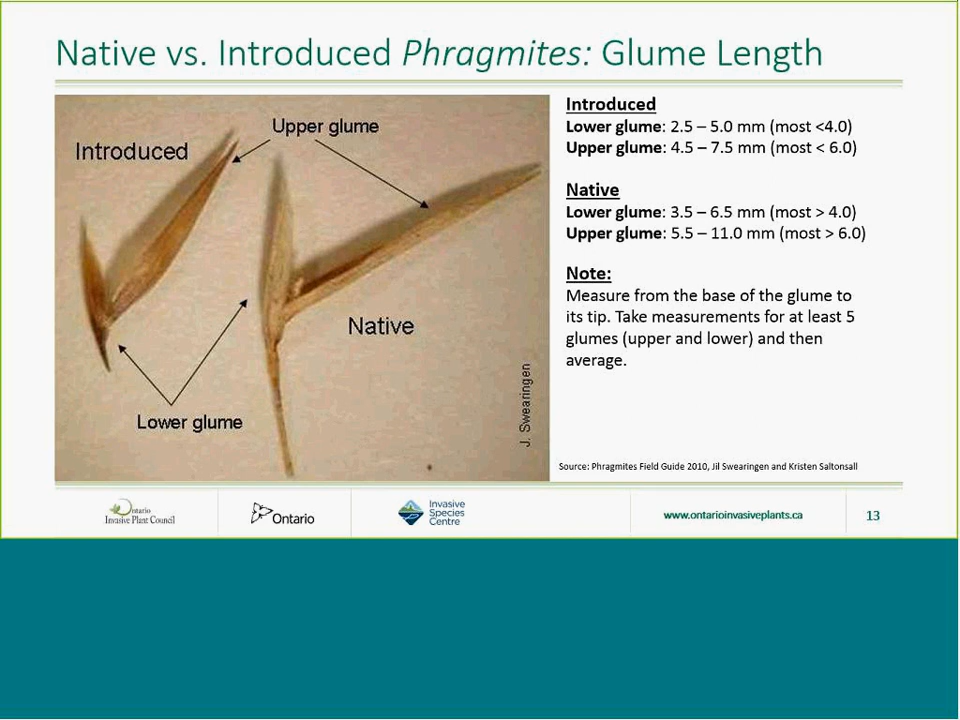 Native vs. Introduced Phragmites: Glume Length
Introduced
Upper glume
Native
Lower glume
J. Swearingen
Introduced
Lower glume: 2.5 – 5.0 mm (most <4.0)
Upper glume: 4.5 – 7.5 mm (most < 6.0)
Native
Lower glume: 3.5 – 6.5 mm (most > 4.0)
Upper glume: 5.5 – 11.0 mm (most > 6.0)
Note:
Measure from the base of the glume to
its tip. Take measurements for at least 5
glumes (upper and lower) and then
average.
Source: Phragmites Field Guide 2010, Jil Swearingen and Kristen Saltonsall
Ontario
Invasive Plant Council
Ontario
Invasive
Species
Centre
www.ontarioinvasiveplants.ca
13